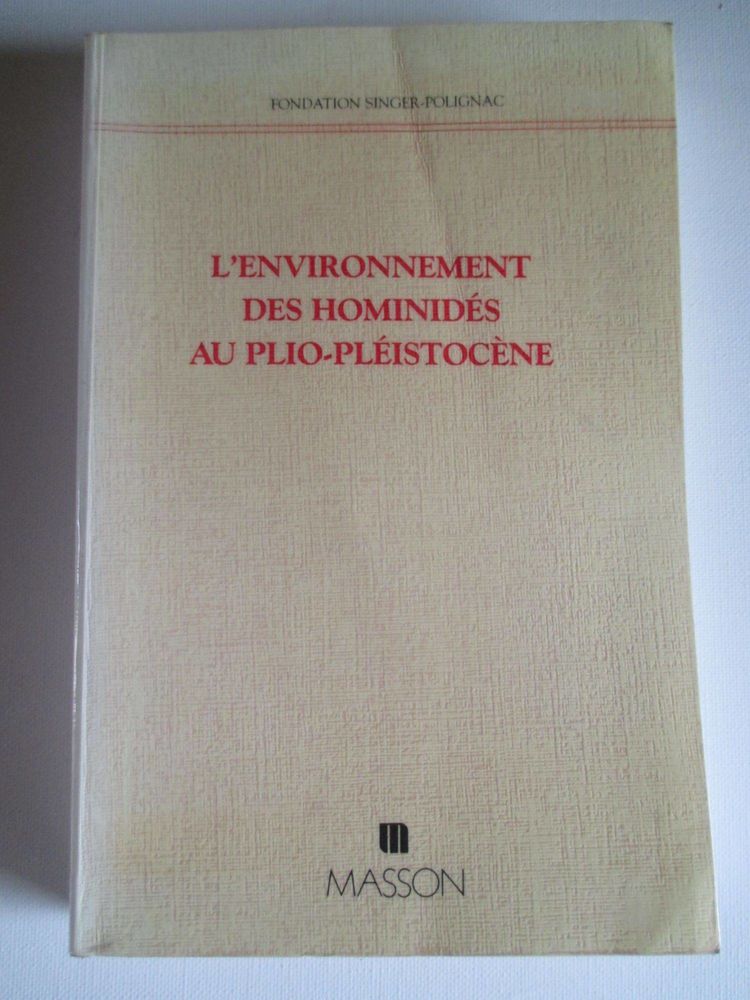 FONDATION SINGER-POLIGNAC
L'ENVIRONNEMENT
DES HOMINIDÉS
AU PLIO-PLÉISTOCÈNE
m
MASSON